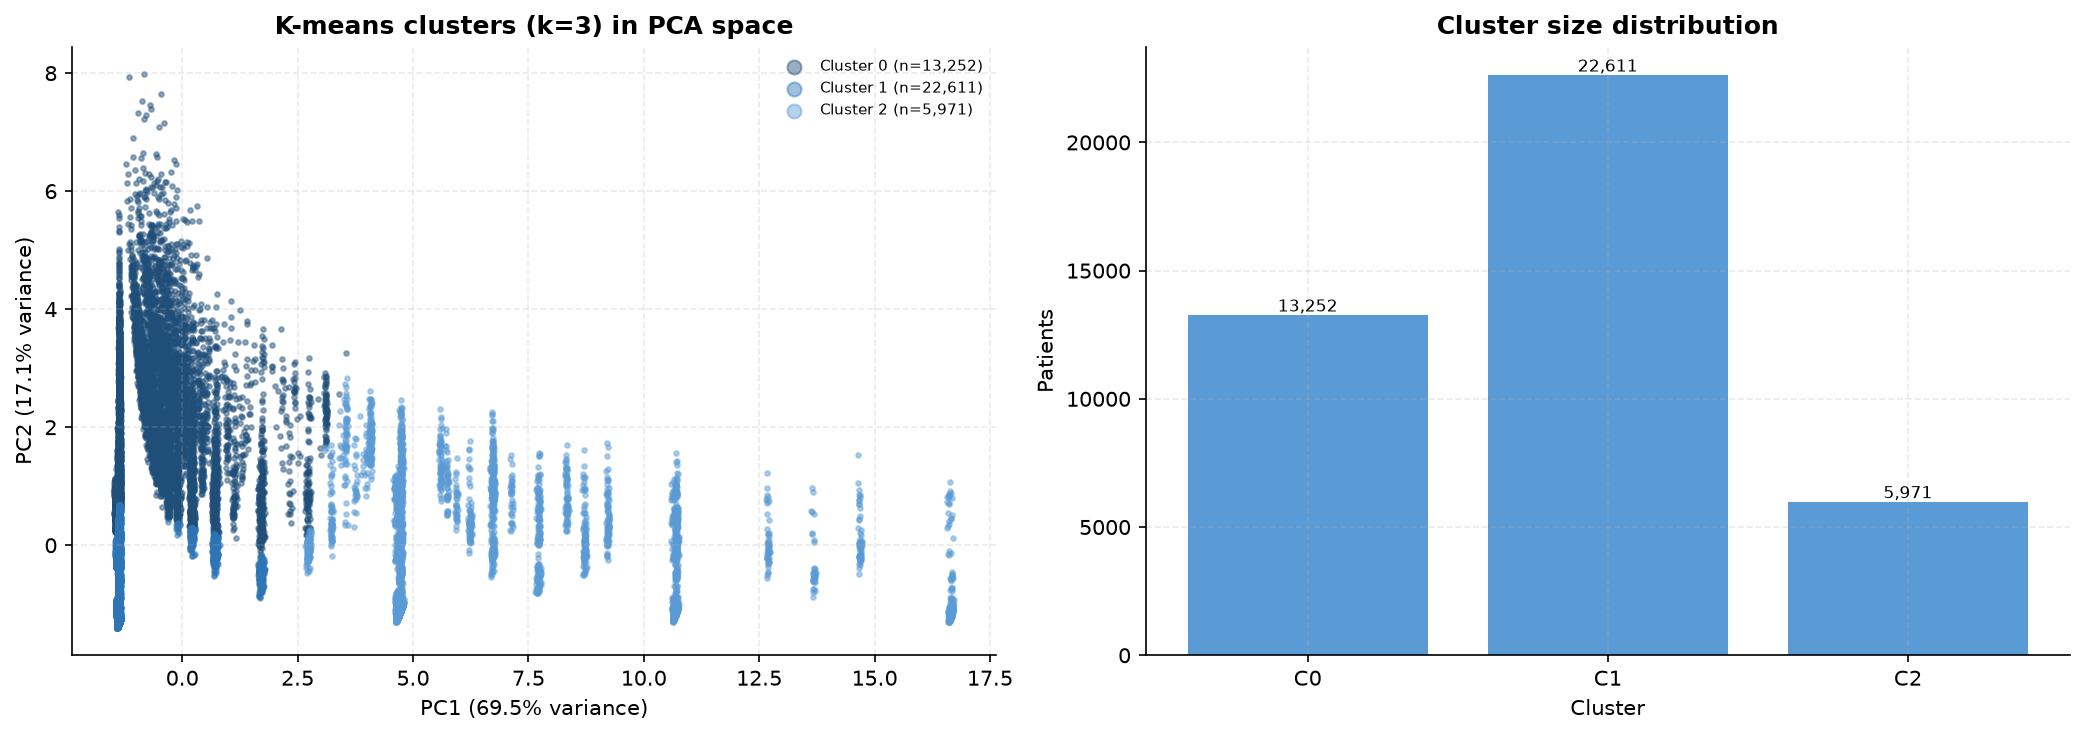 K-means clusters (k=3) in PCA space
Cluster 0 (n=13,252)
Cluster 1 (n=22,611)
Cluster 2 (n=5,971)
8
6
4
2
0
PC2 (17.1% variance)
0.0 2.5 5.0 7.5 10.0 12.5 15.0 17.5
PC1 (69.5% variance)
Cluster size distribution
22,611
13,252
5,971
20000
15000
10000
5000
0
Patients
C0 C1 C2
Cluster